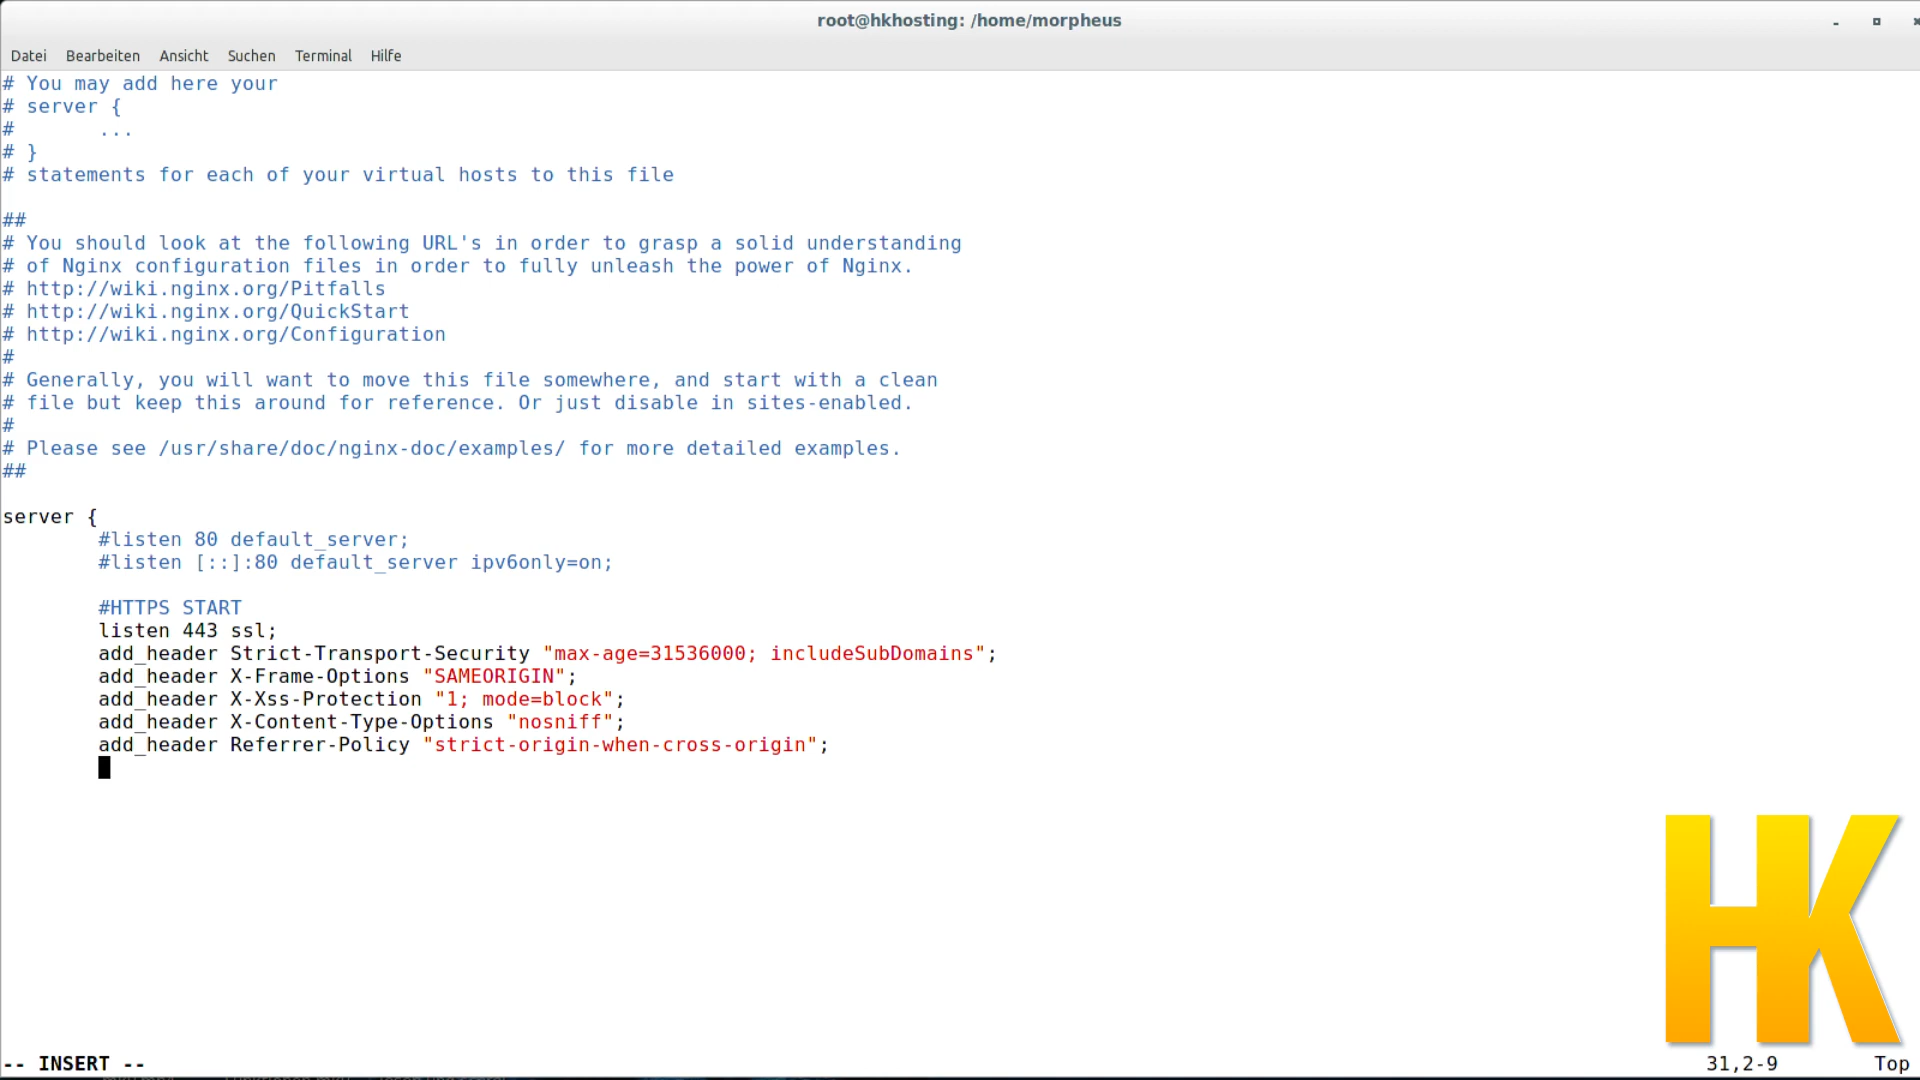 root@hkhosting: /home/morpheus
Datei Bearbeiten Ansicht Suchen Terminal Hilfe
# You may add here your
# server {
#       ...
# }
# statements for each of your virtual hosts to this file

##
# You should look at the following URL's in order to grasp a solid understanding
# of Nginx configuration files in order to fully unleash the power of Nginx.
# http://wiki.nginx.org/Pitfalls
# http://wiki.nginx.org/QuickStart
# http://wiki.nginx.org/Configuration
#
# Generally, you will want to move this file somewhere, and start with a clean
# file but keep this around for reference. Or just disable in sites-enabled.
#
# Please see /usr/share/doc/nginx-doc/examples/ for more detailed examples.
##

server {
        #listen 80 default_server;
        #listen [::]:80 default_server ipv6only=on;

        #HTTPS START
        listen 443 ssl;
        add_header Strict-Transport-Security "max-age=31536000; includeSubDomains";
        add_header X-Frame-Options "SAMEORIGIN";
        add_header X-Xss-Protection "1; mode=block";
        add_header X-Content-Type-Options "nosniff";
        add_header Referrer-Policy "strict-origin-when-cross-origin";
HK
-- INSERT -- 31,2-9 Top